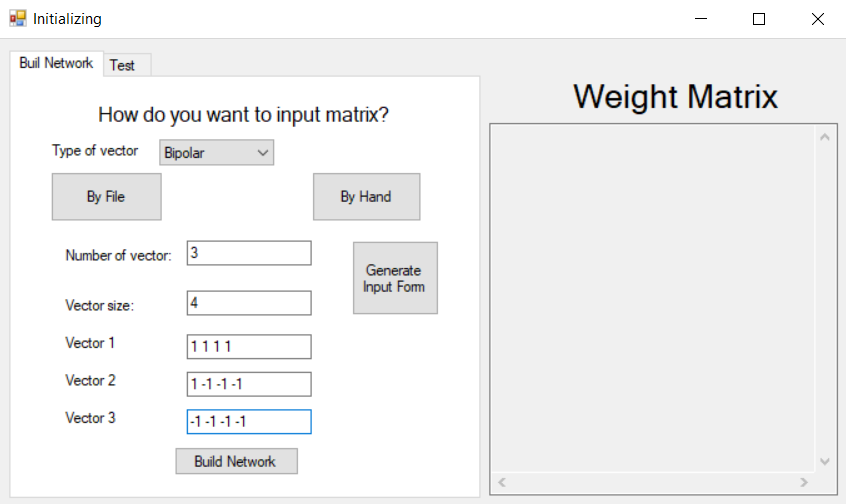 Initializing
Buil Network
Test
How do you want to input matrix?
Type of vector
Bipolar
By File
By Hand
Number of vector:
3
Generate
Input Form
Vector size:
4
Vector 1
1 1 1 1
Vector 2
1 -1 -1 -1
Vector 3
-1 -1 -1 -1
Build Network
Weight Matrix